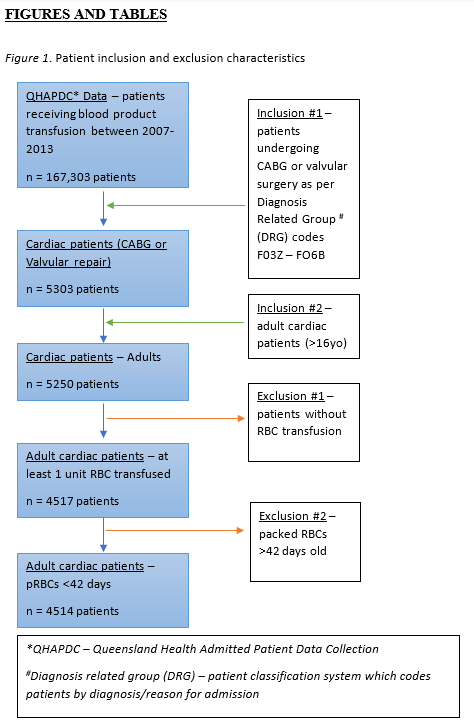 FIGURES AND TABLES
Figure 1. Patient inclusion and exclusion characteristics
QHAPDC* Data – patients
receiving blood product
transfusion between 2007-
2013
n = 167,303 patients
Inclusion #1 –
patients
undergoing
CABG or valvular
surgery as per
Diagnosis
Related Group #
(DRG) codes
F03Z – FO6B
Cardiac patients (CABG or
Valvular repair)
n = 5303 patients
Inclusion #2 –
adult cardiac
patients (>16yo)
Cardiac patients – Adults
n = 5250 patients
Exclusion #1 –
patients without
RBC transfusion
Adult cardiac patients – at
least 1 unit RBC transfused
n = 4517 patients
Exclusion #2 –
packed RBCs
>42 days old
Adult cardiac patients –
pRBCs <42 days
n = 4514 patients
*QHAPDC – Queensland Health Admitted Patient Data Collection
#Diagnosis related group (DRG) – patient classification system which codes
patients by diagnosis/reason for admission